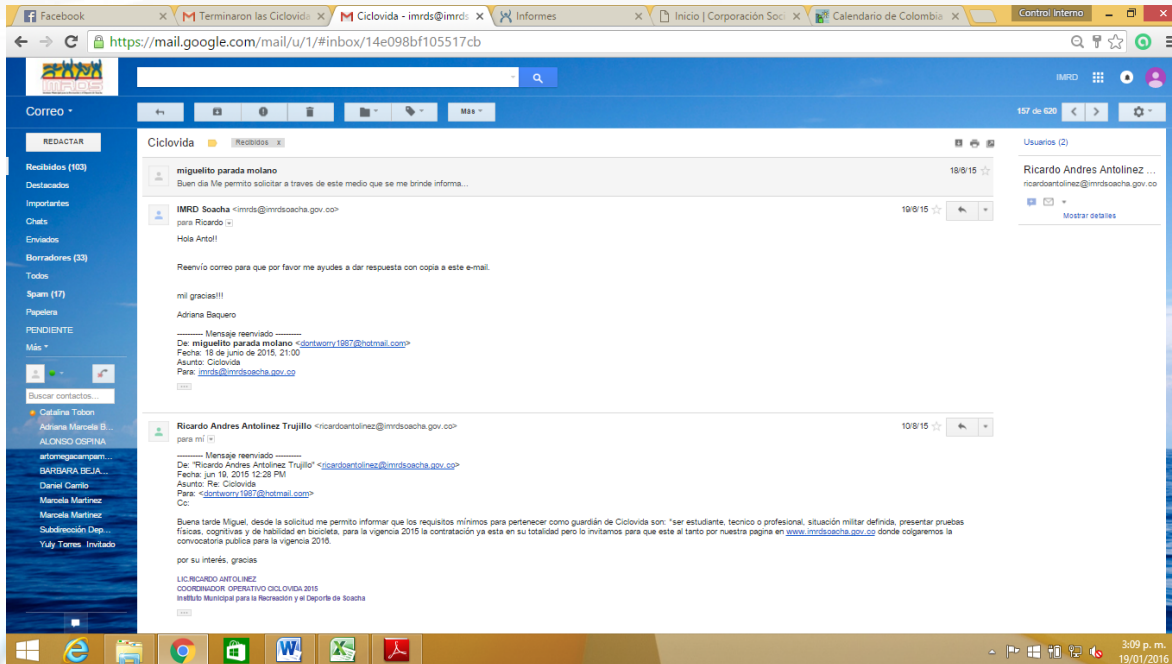 Facebook
M Terminaron las Ciclovida
M Ciclovida - imrds@imrds
Informes
Inicio | Corporación Soci
Calendario de Colombia
Control Interno
https://mail.google.com/mail/u/1/#inbox/14e098bf105517cb
IMRDS
IMRD
Correo
Más
157 de 620
REDACTAR
Recibidos (103)
Destacados
Importantes
Chats
Enviados
Borradores (33)
Todos
Spam (17)
Papelera
PENDIENTE
Más
Buscar contactos...
Catalina Tobon
Adriana Marcela B...
ALONSO OSPINA
artomegacampam...
BARBARA BEJA...
Daniel Carrilo
Marcela Martinez
Marcela Martinez
Subdirección Dep...
Yuly Torres Invitado
Ciclovida
Recibidos x
miguelito parada molano
18/6/15
Buen dia Me permito solicitar a traves de este medio que se me brinde informa...
IMRD Soacha <imrds@imrdsoacha.gov.co>
19/6/15
para Ricardo
Hola Anto!!
Reenvío correo para que por favor me ayudes a dar respuesta con copia a este e-mail.
mil gracias!!!
Adriana Baquero
---------- Mensaje reenviado ----------
De: miguelito parada molano <dontworry1987@hotmail.com>
Fecha: 18 de junio de 2015, 21:00
Asunto: Ciclovida
Para: imrds@imrdsoacha.gov.co
Ricardo Andres Antolinez Trujillo <ricardoantolinez@imrdsoacha.gov.co>
10/8/15
para mí
---------- Mensaje reenviado ----------
De: "Ricardo Andres Antolinez Trujillo" <ricardoantolinez@imrdsoacha.gov.co>
Fecha: jun 19, 2015 12:28 PM
Asunto: Re: Ciclovida
Para: <dontworry1987@hotmail.com>
Cc:
Buena tarde Miguel, desde la solicitud me permito informar que los requisitos mínimos para pertenecer como guardián de Ciclovida son: "ser estudiante, tecnico o profesional, situación militar definida, presentar pruebas
físicas, cognitivas y de habilidad en bicicleta, para la vigencia 2015 la contratación ya esta en su totalidad pero lo invitamos para que este al tanto por nuestra pagina en www.imrdsoacha.gov.co donde colgaremos la
convocatoria publica para la vigencia 2016.
por su interés, gracias
LIC.RICARDO ANTOLINEZ
COORDINADOR OPERATIVO CICLOVIDA 2015
Instituto Municipal para la Recreación y el Deporte de Soacha
Usuarios (2)
Ricardo Andres Antolinez ...
ricardoantolinez@imrdsoacha.gov.co
Mostrar detalles
3:09 p. m.
19/01/2016